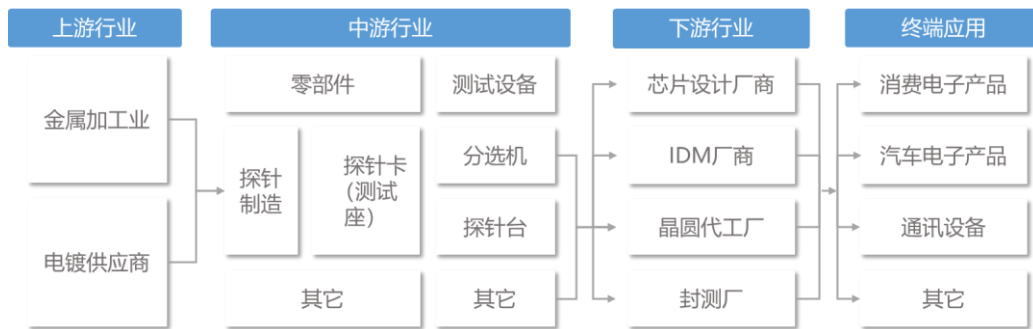 上游行业
中游行业
下游行业
终端应用
金属加工业
电镀供应商
零部件
测试设备
探针
制造
探针卡
(测试
座)
分选机
探针台
其它
其它
芯片设计厂商
IDM厂商
晶圆代工厂
封测厂
消费电子产品
汽车电子产品
通讯设备
其它